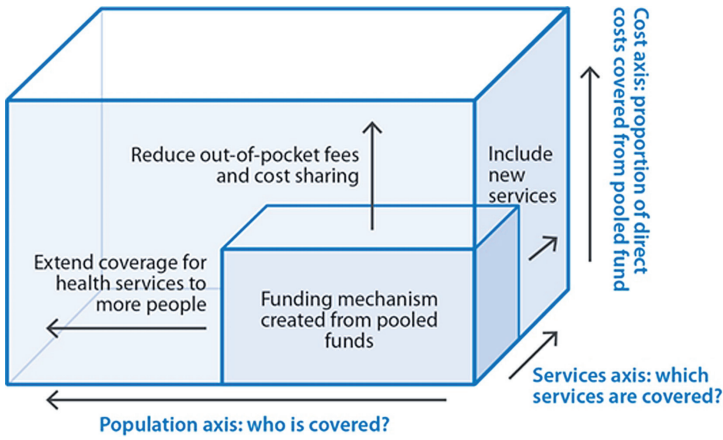 Reduce out-of-pocket fees
and cost sharing
Include
new
services
Cost axis: proportion of direct
costs covered from pooled fund
Extend coverage for
health services to
more people
Funding mechanism
created from pooled
funds
Services axis: which
services are covered?
Population axis: who is covered?